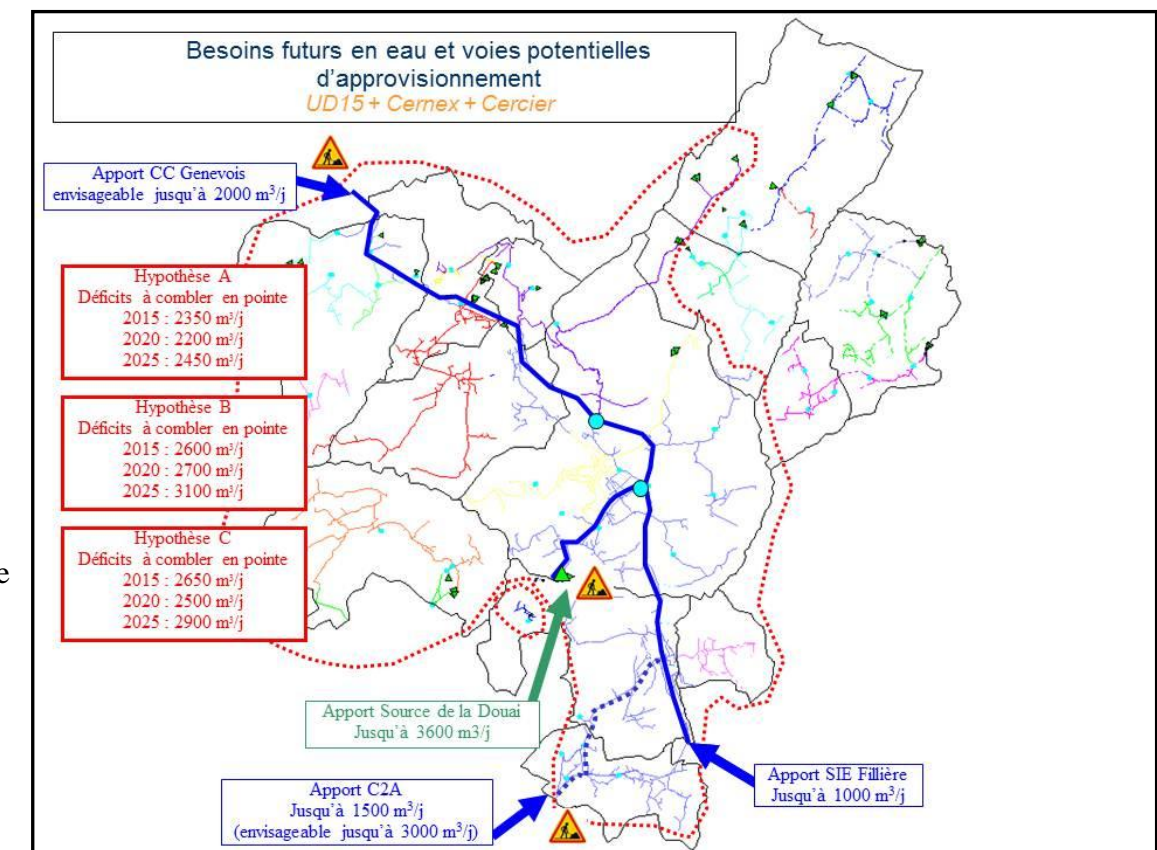 Besoins futurs en eau et voies potentielles
d'approvisionnement
UD15 + Cernex + Cercier
Apport CC Genevois
envisageable jusqu'à 2000 m³/j
Hypothèse A
Déficits à combler en pointe
2015 : 2350 m³/j
2020 : 2200 m³/j
2025 : 2450 m³/j
Hypothèse B
Déficits à combler en pointe
2015 : 2600 m³/j
2020 : 2700 m³/j
2025 : 3100 m³/j
Hypothèse C
Déficits à combler en pointe
2015 : 2650 m³/j
2020 : 2500 m³/j
2025 : 2900 m³/j
e
Apport Source de la Douai
Jusqu'à 3600 m3/j
Apport C2A
Jusqu'à 1500 m³/j
(envisageable jusqu'à 3000 m³/j)
Apport SIE Fillière
Jusqu'à 1000 m³/j